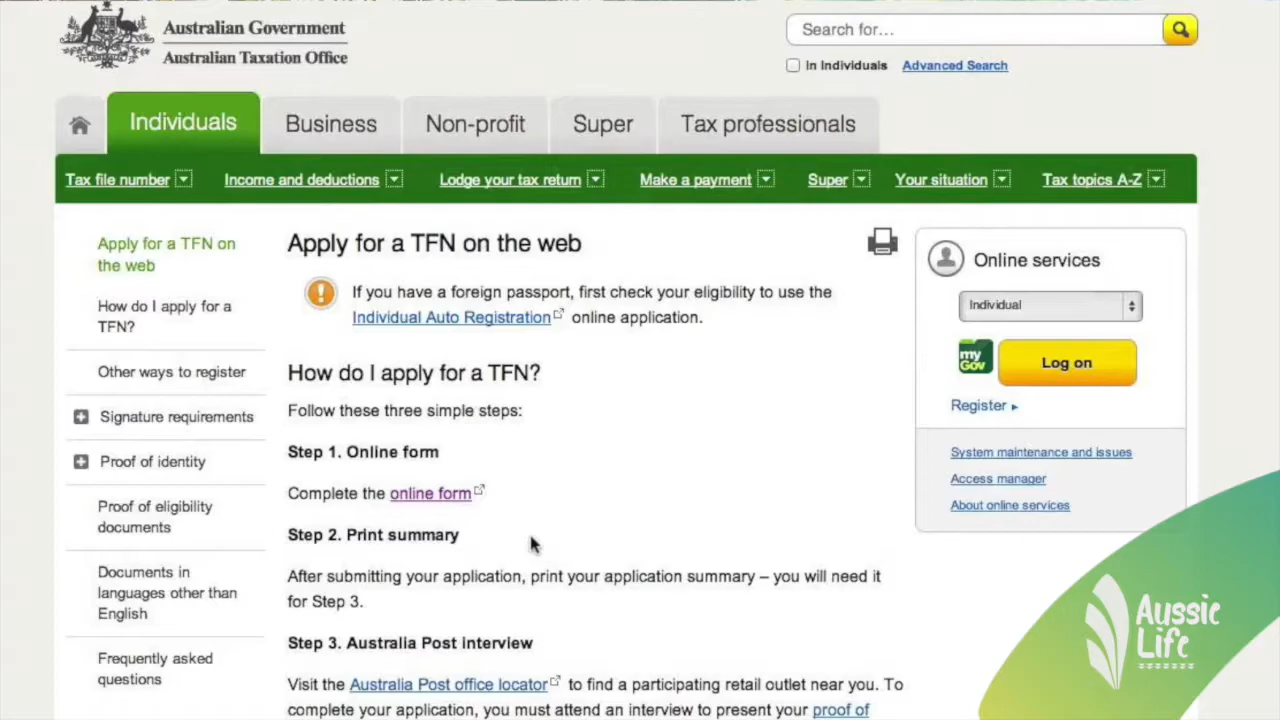 Australian Government
Australian Taxation Office
Search for...
In Individuals
Advanced Search
Individuals
Business
Non-profit
Super
Tax professionals
Tax file number
Income and deductions
Lodge your tax return
Make a payment
Super
Your situation
Tax topics A-Z
Apply for a TFN on
the web
How do I apply for a
TFN?
Other ways to register
Signature requirements
Proof of identity
Proof of eligibility
documents
Documents in
languages other than
English
Frequently asked
questions
Apply for a TFN on the web
If you have a foreign passport, first check your eligibility to use the
Individual Auto Registration online application.
How do I apply for a TFN?
Follow these three simple steps:
Step 1. Online form
Complete the online form
Step 2. Print summary
After submitting your application, print your application summary – you will need it
for Step 3.
Step 3. Australia Post interview
Visit the Australia Post office locator to find a participating retail outlet near you. To
complete your application, you must attend an interview to present your proof of
Online services
Individual
my
Gov
Log on
Register
System maintenance and issues
Access manager
About online services
Aussie
Life